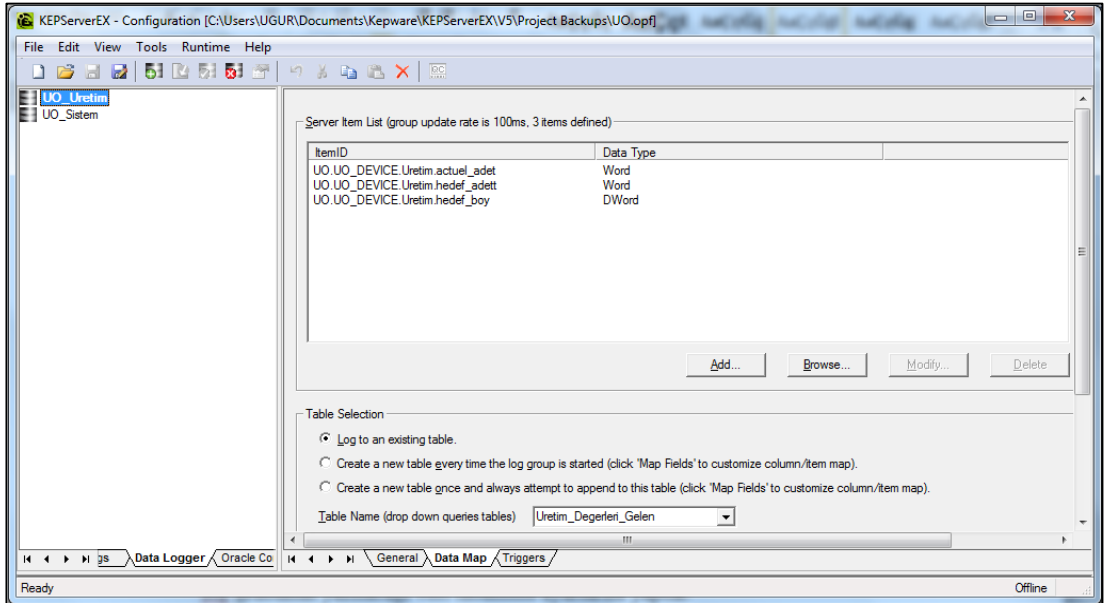 KEPServerEX - Configuration [C:\Users\UGUR\Documents\Kepware\KEPServerEX\V5\Project Backups\UO.opf]
File Edit View Tools Runtime Help
UO_Uretim
UO_Sistem
Server Item List (group update rate is 100ms, 3 items defined)
ItemID Data Type
UO.UO_DEVICE.Uretim.actuel_adet Word
UO.UO_DEVICE.Uretim.hedef_adett Word
UO.UO_DEVICE.Uretim.hedef_boy DWord
Add... Browse... Modify... Delete
Table Selection
Log to an existing table.
Create a new table every time the log group is started (click 'Map Fields' to customize column/item map).
Create a new table once and always attempt to append to this table (click 'Map Fields' to customize column/item map).
Table Name (drop down queries tables) Uretim_Degerleri_Gelen
gs Data Logger Oracle Co General Data Map Triggers
Ready Offline